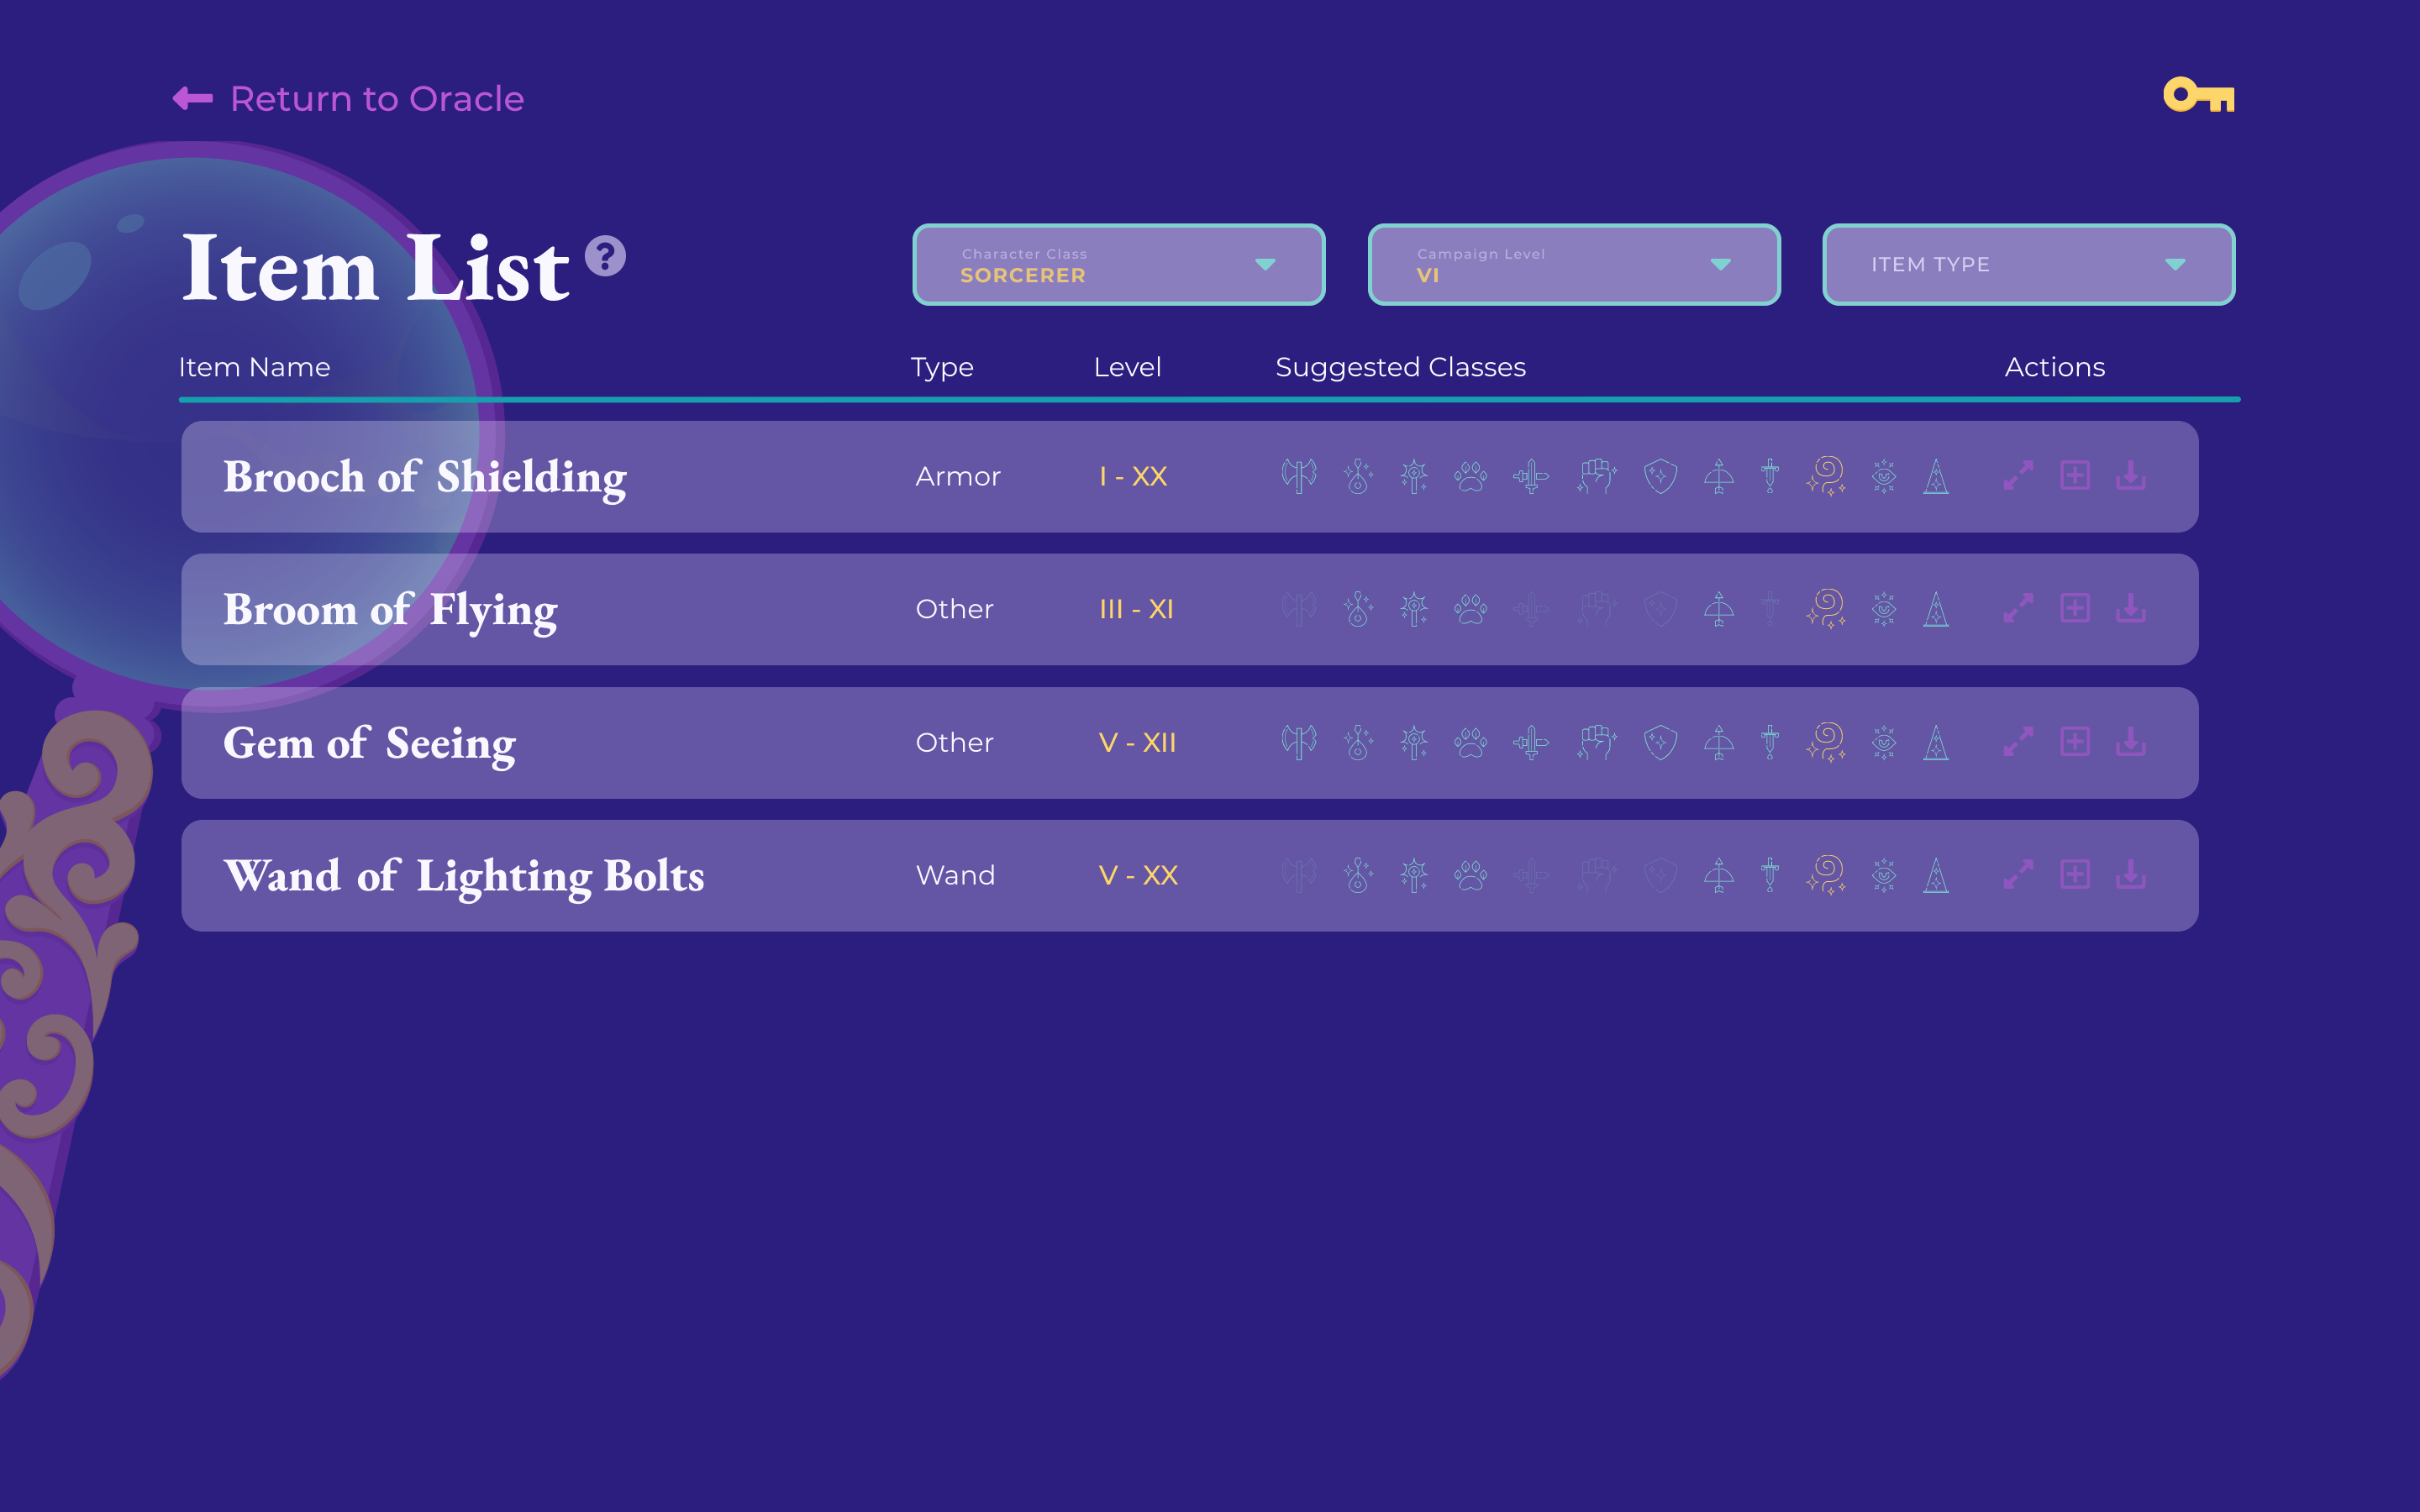 Return to Oracle
Item List ?
Character Class
SORCERER
Campaign Level
VI
ITEM TYPE
Item Name Type Level Suggested Classes Actions
Brooch of Shielding Armor I - XX
Broom of Flying Other III - XI
Gem of Seeing Other V - XII
Wand of Lighting Bolts Wand V - XX